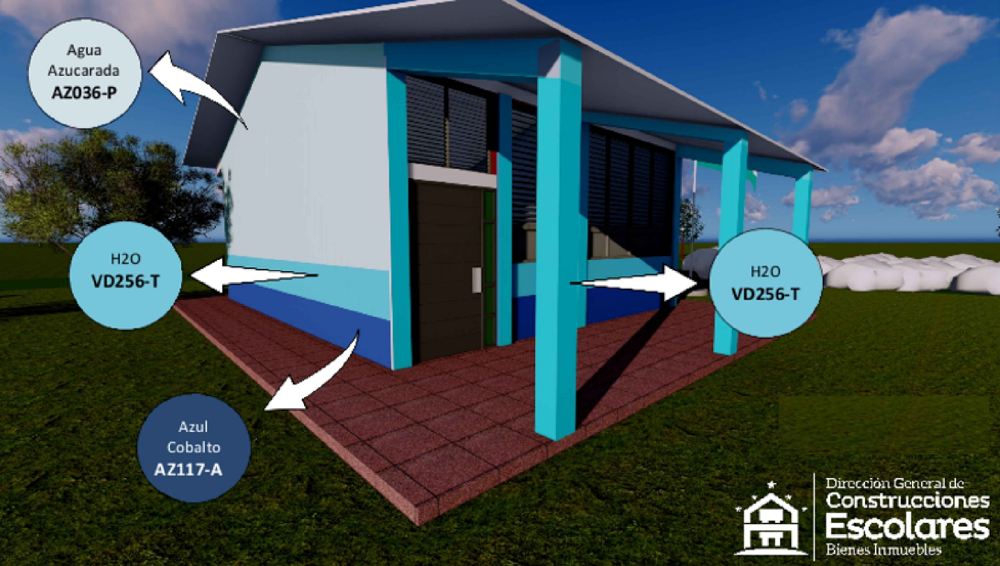 Agua
Azucarada
AZ036-P
H2O
VD256-T
H2O
VD256-T
Azul
Cobalto
AZ117-A
Dirección General de
Construcciones
Escolares
Bienes Inmuebles